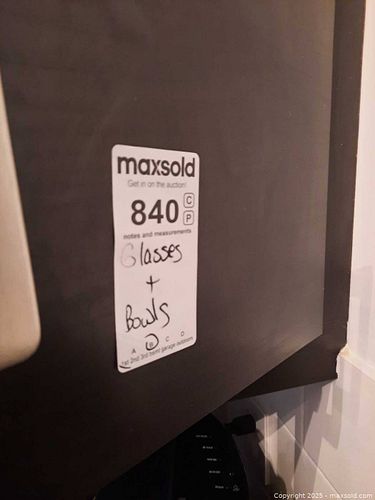 maxsold
Get in on the auction!
840 C
P
notes and measurements
Glasses
+
Bowls
A B C D
1st 2nd 3rd bsmt garage outdoors
Copyright 2025 - maxsold.com